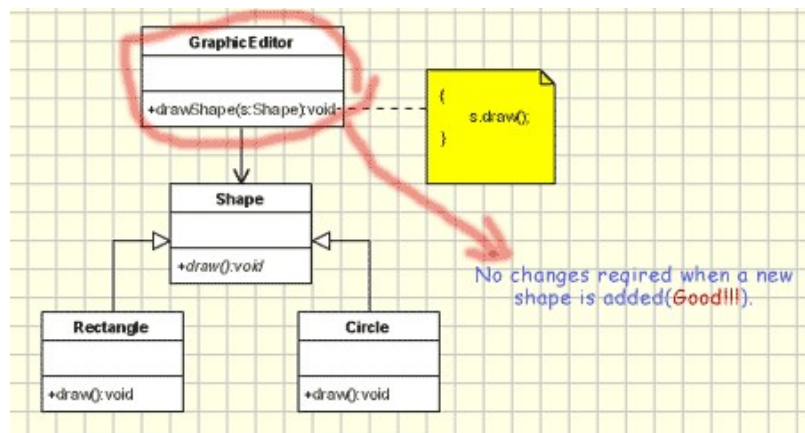 GraphicEditor
+drawShape(s:Shape):void
{
s.draw();
}
Shape
+draw():void
No changes reqired when a new
shape is added(Good!!!).
Rectangle
+draw():void
Circle
+draw():void